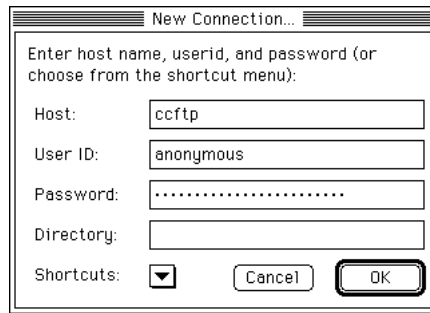 New Connection...
Enter host name, userid, and password (or
choose from the shortcut menu):
Host: ccftp
User ID: anonymous
Password: ·······················
Directory:
Shortcuts: Cancel OK